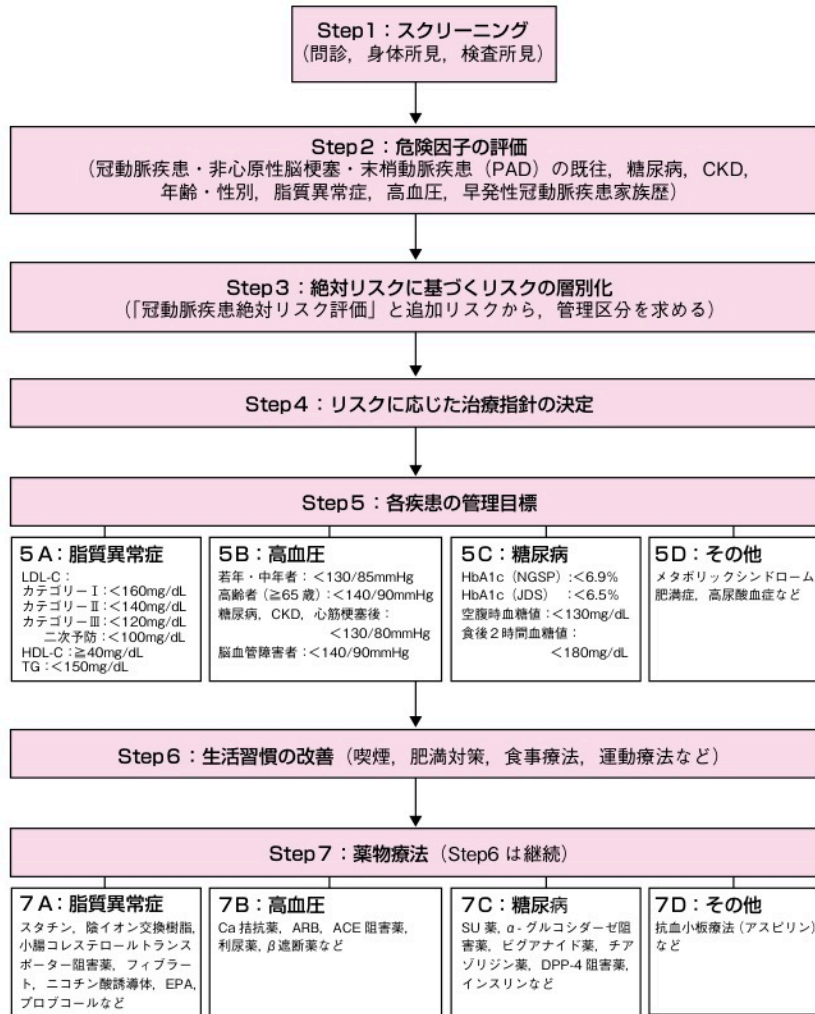 Step1：スクリーニング
（問診，身体所見，検査所見）
Step2：危険因子の評価
（冠動脈疾患・非心原性脳梗塞・末梢動脈疾患（PAD）の既往，糖尿病，CKD，
年齢・性別，脂質異常症，高血圧，早発性冠動脈疾患家族歴）
Step3：絶対リスクに基づくリスクの層別化
（「冠動脈疾患絶対リスク評価」と追加リスクから，管理区分を求める）
Step4：リスクに応じた治療指針の決定
Step5：各疾患の管理目標
5A：脂質異常症
LDL-C：
カテゴリーⅠ：<160mg/dL
カテゴリーⅡ：<140mg/dL
カテゴリーⅢ：<120mg/dL
二次予防：<100mg/dL
HDL-C：≧40mg/dL
TG：<150mg/dL
5B：高血圧
若年・中年者：<130/85mmHg
高齢者（≧65歳）：<140/90mmHg
糖尿病，CKD，心筋梗塞後：
<130/80mmHg
脳血管障害者：<140/90mmHg
5C：糖尿病
HbA1c（NGSP）：<6.9%
HbA1c（JDS）：<6.5%
空腹時血糖値：<130mg/dL
食後2時間血糖値：
<180mg/dL
5D：その他
メタボリックシンドローム，
肥満症，高尿酸血症など
Step6：生活習慣の改善（喫煙，肥満対策，食事療法，運動療法など）
Step7：薬物療法（Step6は継続）
7A：脂質異常症
スタチン，陰イオン交換樹脂，
小腸コレステロールトランス
ポーター阻害薬，フィブラー
ト，ニコチン酸誘導体，EPA，
プロブコールなど
7B：高血圧
Ca拮抗薬，ARB，ACE阻害薬，
利尿薬，β遮断薬など
7C：糖尿病
SU薬，α-グルコシダーゼ阻
害薬，ビグアナイド薬，チア
ゾリジン薬，DPP-4阻害薬，
インスリンなど
7D：その他
抗血小板療法（アスピリン）
など